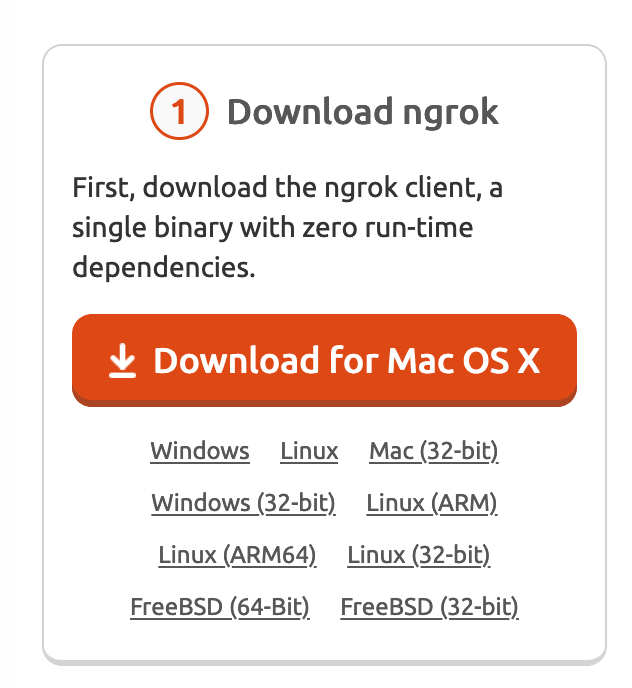 1 Download ngrok
First, download the ngrok client, a
single binary with zero run-time
dependencies.
Download for Mac OS X
Windows Linux Mac (32-bit)
Windows (32-bit) Linux (ARM)
Linux (ARM64) Linux (32-bit)
FreeBSD (64-Bit) FreeBSD (32-bit)